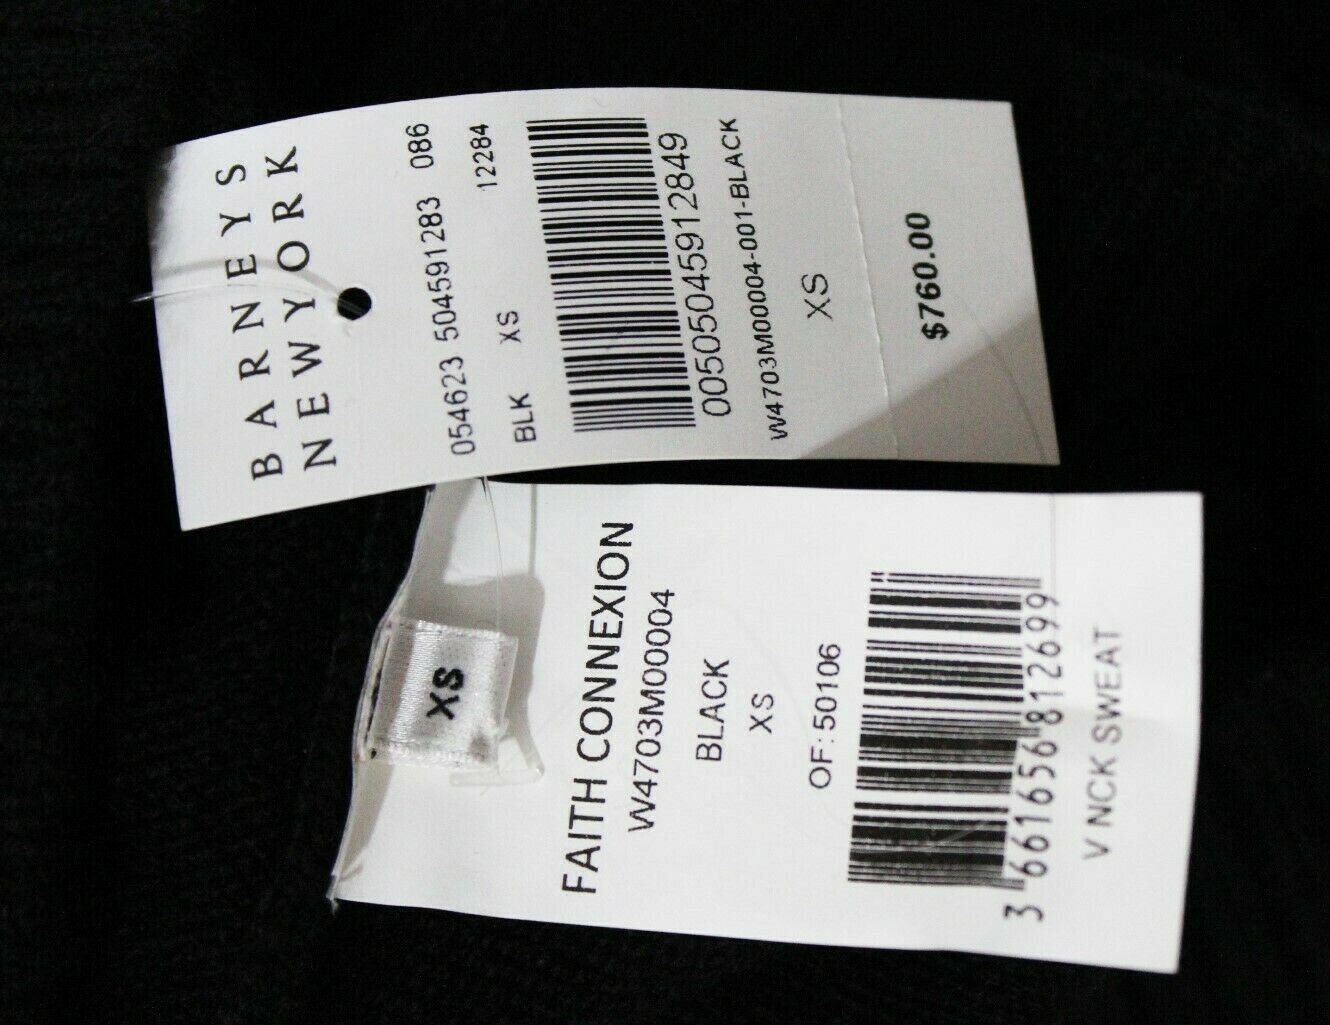 BARNEYS
NEW YORK
054623 504591283 086
12284
BLK XS
00505045912849
W4703M00004-001-BLACK
XS
$760.00
XS
FAITH CONNEXION
W4703M00004
BLACK
XS
OF: 50106
3 661656 812699
V NCK SWEAT